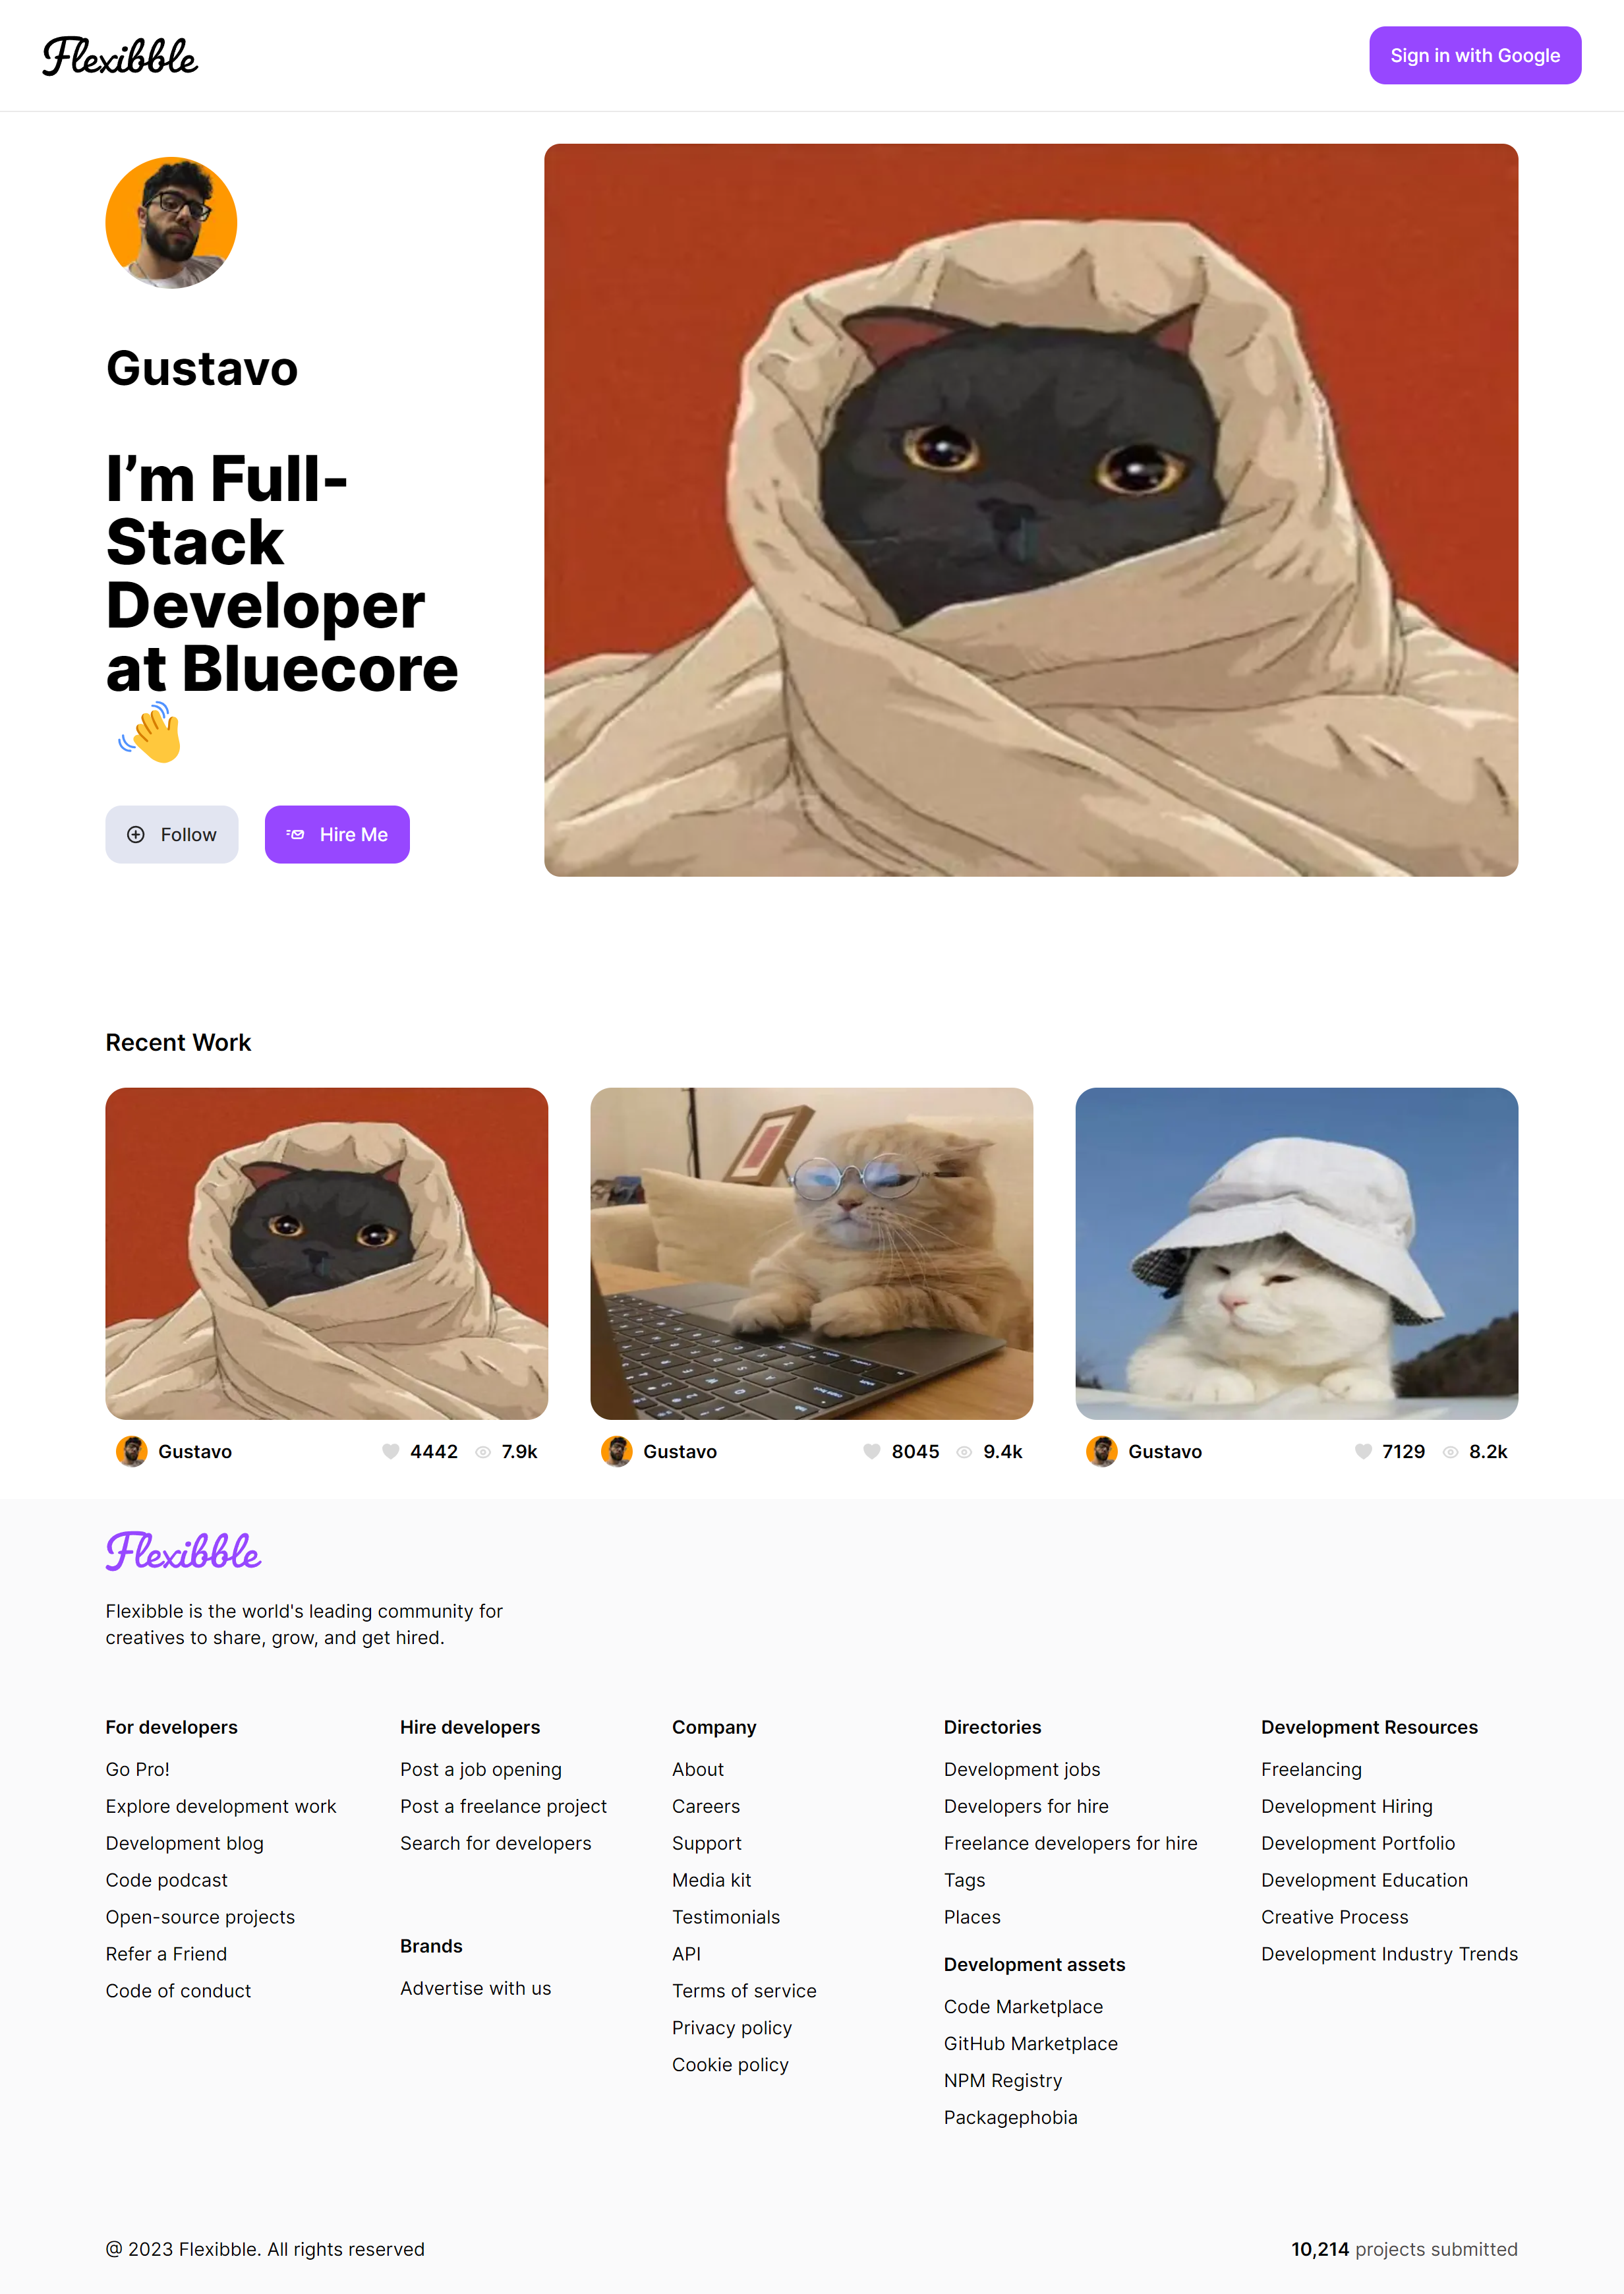 Flexibble
Sign in with Google
Gustavo
I’m Full-
Stack
Developer
at Bluecore
👋
Follow
Hire Me
Recent Work
Gustavo 4442 7.9k
Gustavo 8045 9.4k
Gustavo 7129 8.2k
Flexibble
Flexibble is the world's leading community for
creatives to share, grow, and get hired.
For developers
Go Pro!
Explore development work
Development blog
Code podcast
Open-source projects
Refer a Friend
Code of conduct
Hire developers
Post a job opening
Post a freelance project
Search for developers
Brands
Advertise with us
Company
About
Careers
Support
Media kit
Testimonials
API
Terms of service
Privacy policy
Cookie policy
Directories
Development jobs
Developers for hire
Freelance developers for hire
Tags
Places
Development assets
Code Marketplace
GitHub Marketplace
NPM Registry
Packagephobia
Development Resources
Freelancing
Development Hiring
Development Portfolio
Development Education
Creative Process
Development Industry Trends
@ 2023 Flexibble. All rights reserved
10,214 projects submitted